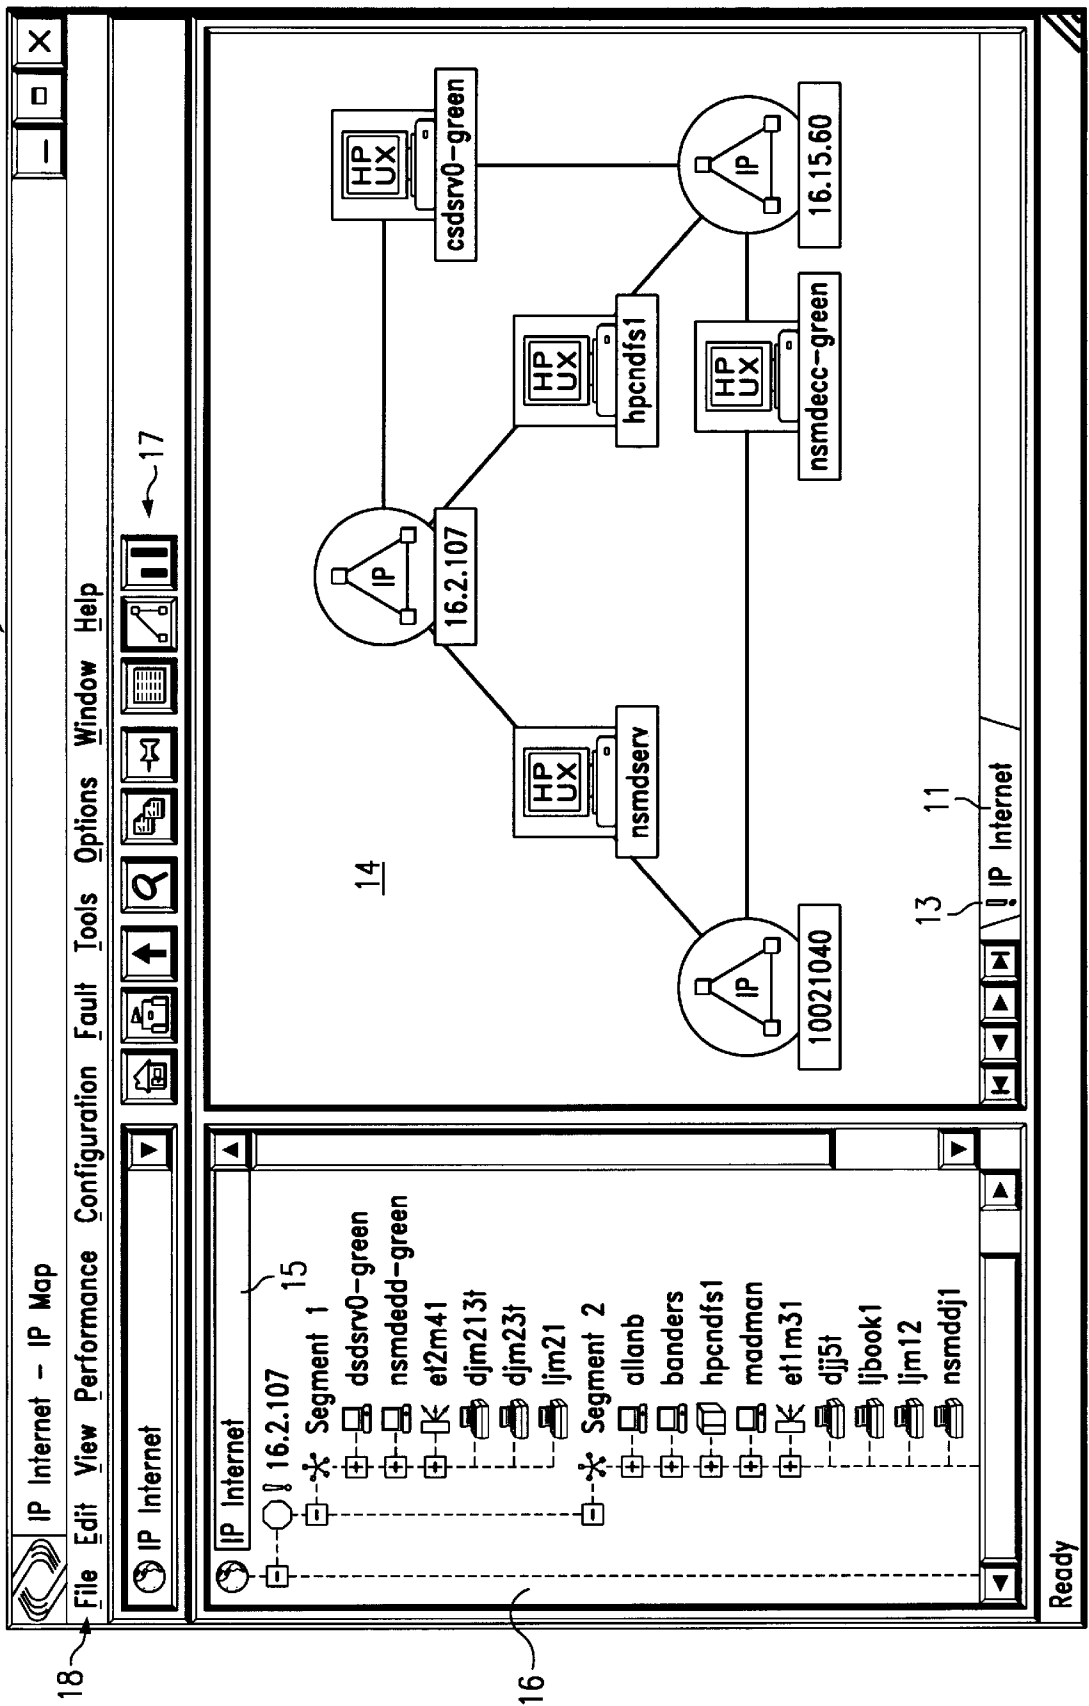 IP Internet - IP Map
18
File Edit View Performance Configuration Fault Tools Options Window Help
IP Internet
17
IP Internet
15
16.2.107
Segment 1
dsdsrv0-green
nsmdedd-green
et2m41
djm213t
djm23t
ljm21
Segment 2
allanb
banders
hpcndfs1
madman
et1m31
djj5t
ljbook1
ljm12
nsmddj1
16
14
IP
16.2.107
HP
UX
csdsrv0-green
HP
UX
nsmdserv
HP
UX
hpcndfs1
IP
10021040
HP
UX
nsmdecc-green
IP
16.15.60
13
11
! IP Internet
Ready